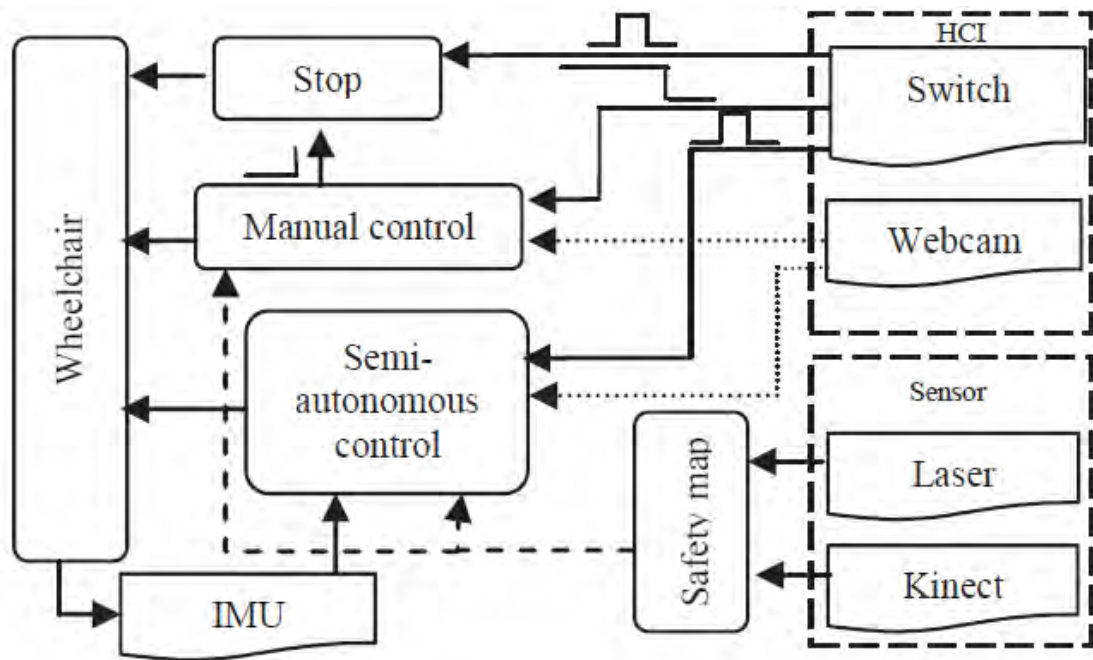 HCI
Stop
Switch
Manual control
Webcam
Wheelchair
Semi-
autonomous
control
Sensor
Safety map
Laser
Kinect
IMU